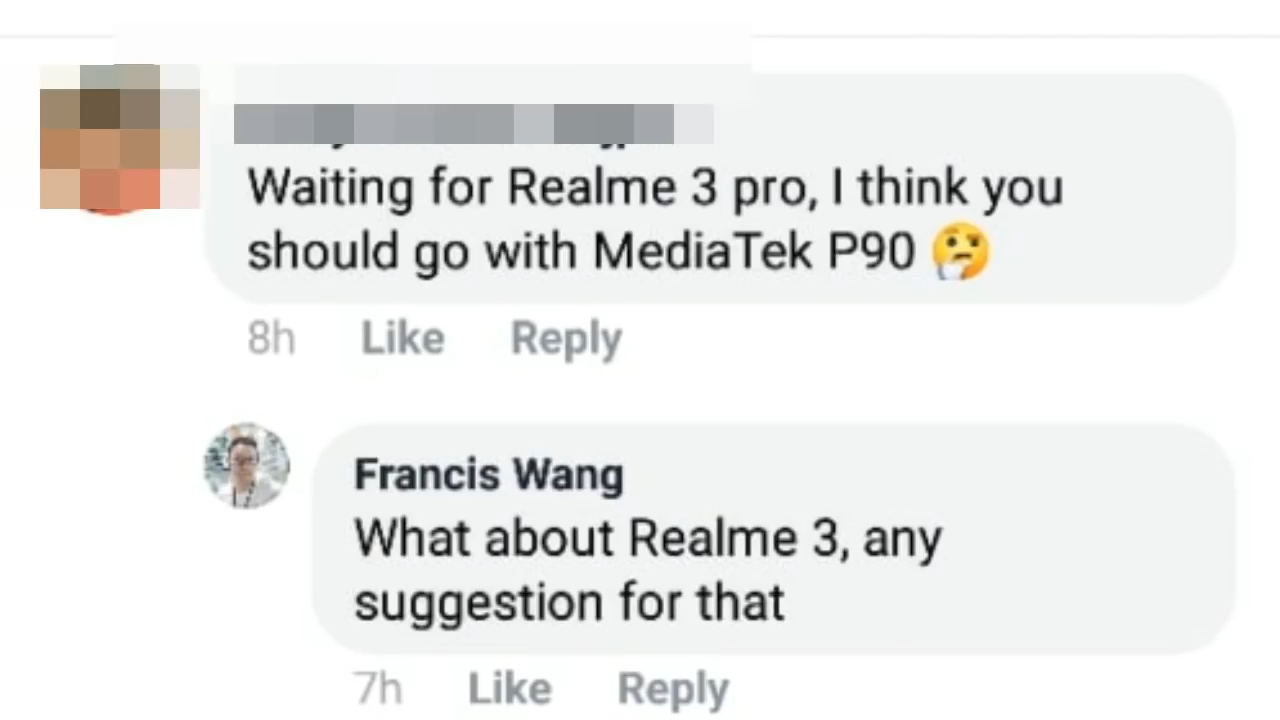 Waiting for Realme 3 pro, I think you
should go with MediaTek P90 🤔
8h Like Reply
Francis Wang
What about Realme 3, any
suggestion for that
7h Like Reply